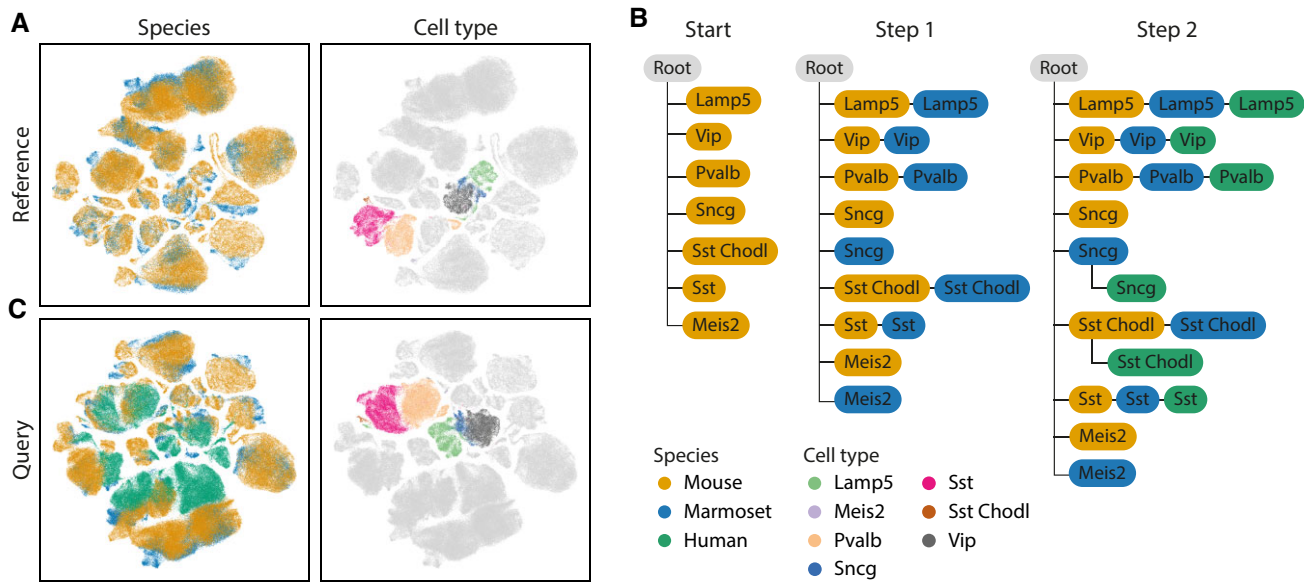 A
Species
Cell type
Reference
C
Query
B
Start
Step 1
Step 2
Root
Lamp5
Vip
Pvalb
Sncg
Sst Chodl
Sst
Meis2
Root
Lamp5 Lamp5
Vip Vip
Pvalb Pvalb
Sncg
Sncg
Sst Chodl Sst Chodl
Sst Sst
Meis2
Meis2
Root
Lamp5 Lamp5 Lamp5
Vip Vip Vip
Pvalb Pvalb Pvalb
Sncg
Sncg
Sncg
Sst Chodl Sst Chodl
Sst Chodl
Sst Sst Sst
Meis2
Meis2
Species
Mouse
Marmoset
Human
Cell type
Lamp5
Meis2
Pvalb
Sncg
Sst
Sst Chodl
Vip